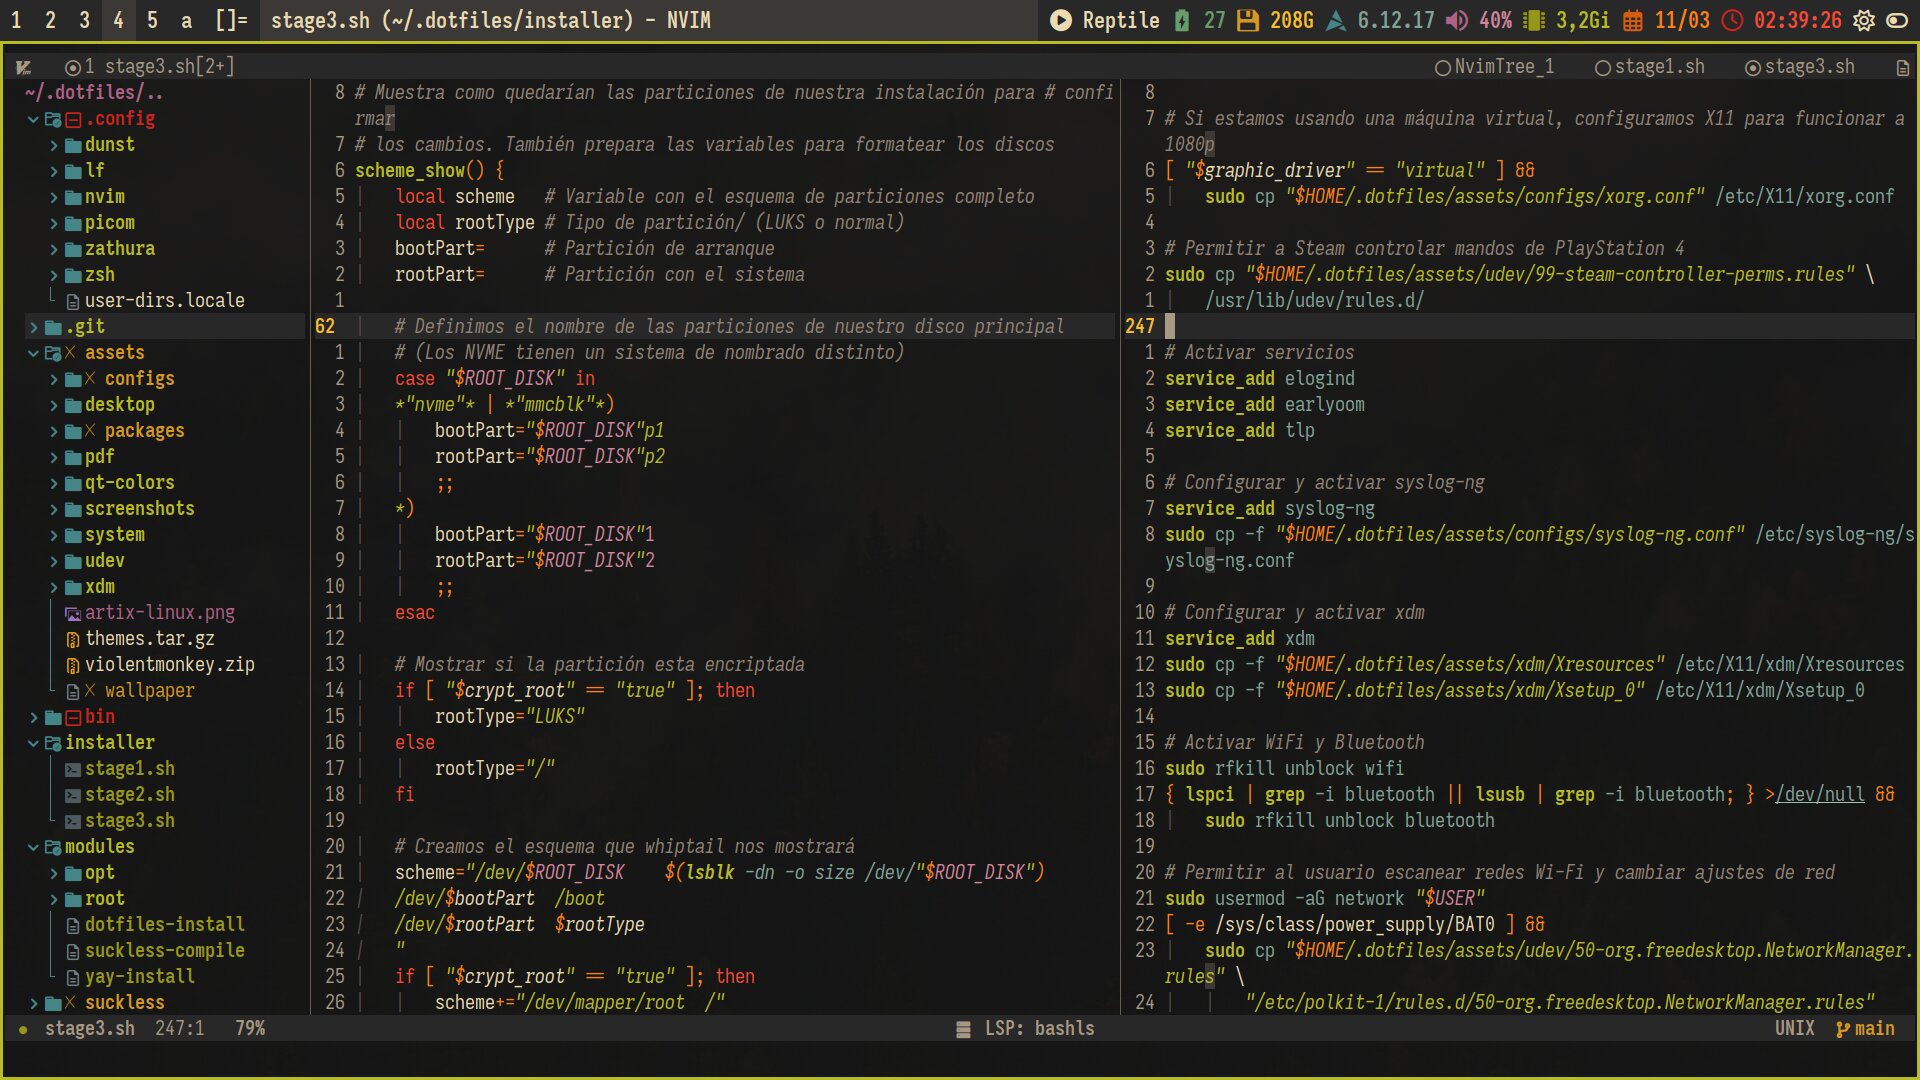 1 2 3 4 5 a []= stage3.sh (~/.dotfiles/installer) - NVIM Reptile 27 208G 6.12.17 40% 3,2Gi 11/03 02:39:26
1 stage3.sh[2+] NvimTree_1 stage1.sh stage3.sh
~/.dotfiles/..
.config
dunst
lf
nvim
picom
zathura
zsh
user-dirs.locale
.git
assets
configs
desktop
packages
pdf
qt-colors
screenshots
system
udev
xdm
artix-linux.png
themes.tar.gz
violentmonkey.zip
wallpaper
bin
installer
stage1.sh
stage2.sh
stage3.sh
modules
opt
root
dotfiles-install
suckless-compile
yay-install
suckless
8 # Muestra como quedarían las particiones de nuestra instalación para # confi
rmar
7 # los cambios. También prepara las variables para formatear los discos
6 scheme_show() {
5 local scheme # Variable con el esquema de particiones completo
4 local rootType # Tipo de partición/ (LUKS o normal)
3 bootPart= # Partición de arranque
2 rootPart= # Partición con el sistema
1
62 # Definimos el nombre de las particiones de nuestro disco principal
1 # (Los NVME tienen un sistema de nombrado distinto)
2 case "$ROOT_DISK" in
3 *"nvme"* | *"mmcblk"*)
4 bootPart="$ROOT_DISK"p1
5 rootPart="$ROOT_DISK"p2
6 ;;
7 *)
8 bootPart="$ROOT_DISK"1
9 rootPart="$ROOT_DISK"2
10 ;;
11 esac
12
13 # Mostrar si la partición esta encriptada
14 if [ "$crypt_root" == "true" ]; then
15 rootType="LUKS"
16 else
17 rootType="/"
18 fi
19
20 # Creamos el esquema que whiptail nos mostrará
21 scheme="/dev/$ROOT_DISK $(lsblk -dn -o size /dev/"$ROOT_DISK")
22 /dev/$bootPart /boot
23 /dev/$rootPart $rootType
24 "
25 if [ "$crypt_root" == "true" ]; then
26 scheme+="/dev/mapper/root /"
8
7 # Si estamos usando una máquina virtual, configuramos X11 para funcionar a
1080p
6 [ "$graphic_driver" == "virtual" ] &&
5 sudo cp "$HOME/.dotfiles/assets/configs/xorg.conf" /etc/X11/xorg.conf
4
3 # Permitir a Steam controlar mandos de PlayStation 4
2 sudo cp "$HOME/.dotfiles/assets/udev/99-steam-controller-perms.rules" \
1 /usr/lib/udev/rules.d/
247
1 # Activar servicios
2 service_add elogind
3 service_add earlyoom
4 service_add tlp
5
6 # Configurar y activar syslog-ng
7 service_add syslog-ng
8 sudo cp -f "$HOME/.dotfiles/assets/configs/syslog-ng.conf" /etc/syslog-ng/s
yslog-ng.conf
9
10 # Configurar y activar xdm
11 service_add xdm
12 sudo cp -f "$HOME/.dotfiles/assets/xdm/Xresources" /etc/X11/xdm/Xresources
13 sudo cp -f "$HOME/.dotfiles/assets/xdm/Xsetup_0" /etc/X11/xdm/Xsetup_0
14
15 # Activar WiFi y Bluetooth
16 sudo rfkill unblock wifi
17 { lspci | grep -i bluetooth || lsusb | grep -i bluetooth; } >/dev/null &&
18 sudo rfkill unblock bluetooth
19
20 # Permitir al usuario escanear redes Wi-Fi y cambiar ajustes de red
21 sudo usermod -aG network "$USER"
22 [ -e /sys/class/power_supply/BAT0 ] &&
23 sudo cp "$HOME/.dotfiles/assets/udev/50-org.freedesktop.NetworkManager.
rules" \
24 "/etc/polkit-1/rules.d/50-org.freedesktop.NetworkManager.rules"
stage3.sh 247:1 79% LSP: bashls UNIX main